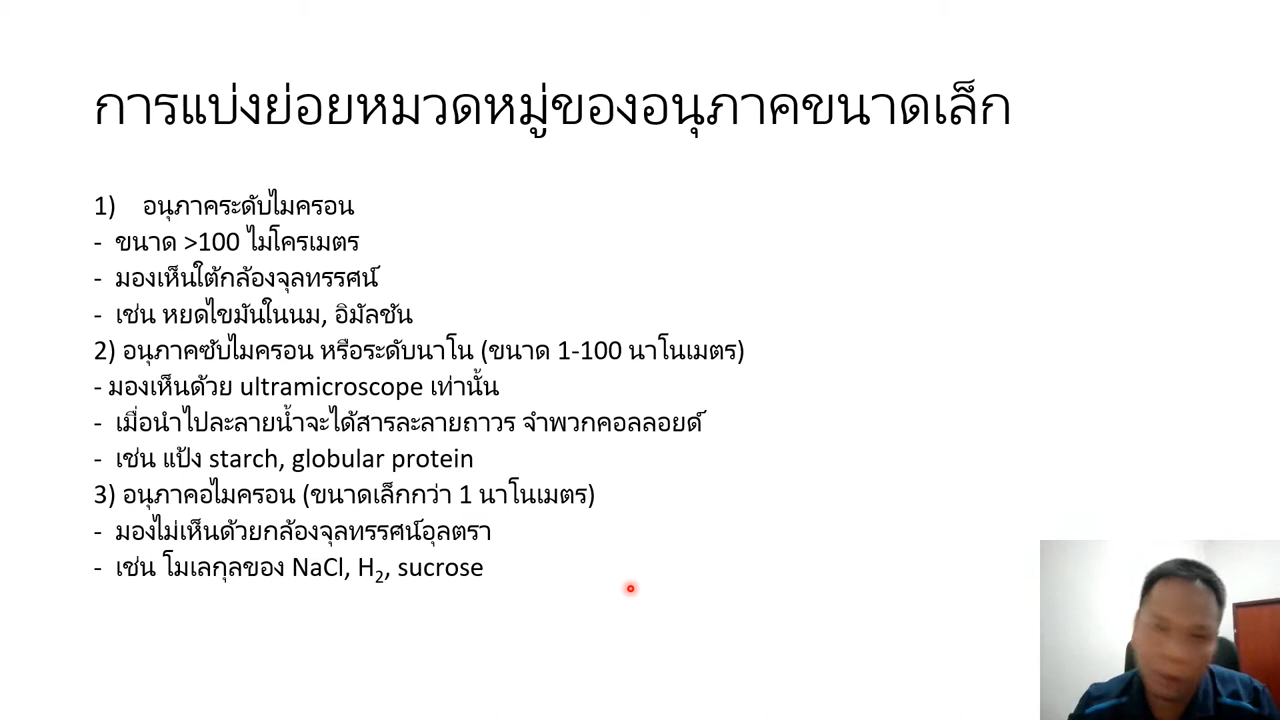 การแบ่งย่อยหมวดหมู่ของอนุภาคขนาดเล็ก
1) อนุภาคระดับไมครอน
- ขนาด >100 ไมโครเมตร
- มองเห็นใต้กล้องจุลทรรศน์
- เช่น หยดไขมันในนม, อิมัลชัน
2) อนุภาคซับไมครอน หรือระดับนาโน (ขนาด 1-100 นาโนเมตร)
- มองเห็นด้วย ultramicroscope เท่านั้น
- เมื่อนำไปละลายน้ำจะได้สารละลายถาวร จำพวกคอลลอยด์
- เช่น แป้ง starch, globular protein
3) อนุภาคอไมครอน (ขนาดเล็กกว่า 1 นาโนเมตร)
- มองไม่เห็นด้วยกล้องจุลทรรศน์อุลตรา
- เช่น โมเลกุลของ NaCl, H₂, sucrose